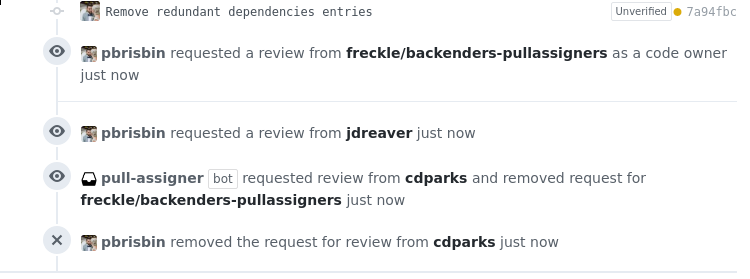 Remove redundant dependencies entries Unverified 7a94fbc
pbrisbin requested a review from freckle/backenders-pullassigners as a code owner
just now
pbrisbin requested a review from jdreaver just now
pull-assigner bot requested review from cdparks and removed request for
freckle/backenders-pullassigners just now
pbrisbin removed the request for review from cdparks just now